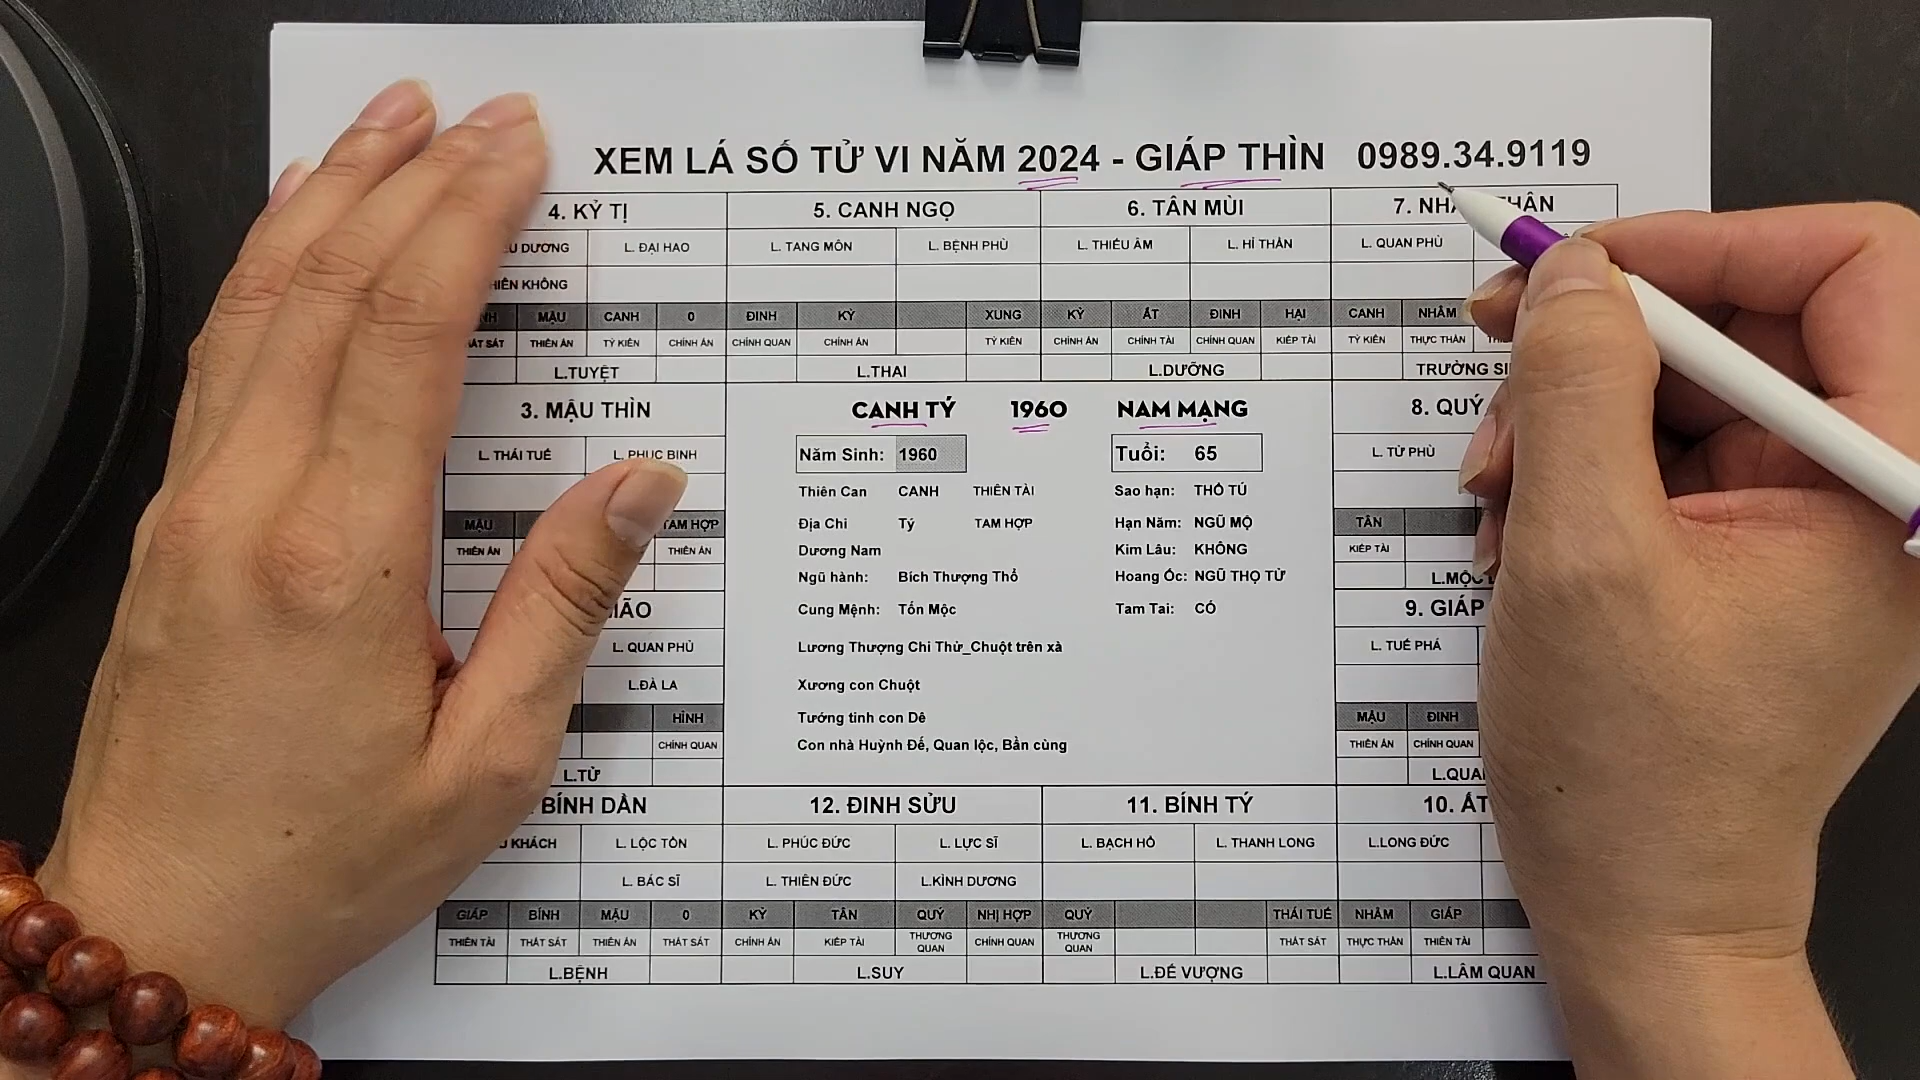 XEM LÁ SỐ TỬ VI NĂM 2024 - GIÁP THÌN 0989.34.9119
4. KỶ TỊ 5. CANH NGỌ 6. TÂN MÙI 7.
DƯƠNG L. ĐẠI HAO L. TANG MÔN L. BỆNH PHÙ L. THIẾU ÂM L. HỈ THẦN L. QUAN PHÙ
KHÔNG
MẬU CANH 0 ĐINH KỶ XUNG KỶ ẤT ĐINH HẠI CANH NHÂM
SÁT THIÊN ẤN TỶ KIÊN CHÍNH ẤN CHÍNH QUAN CHÍNH ẤN TỶ KIÊN CHÍNH ẤN CHÍNH TÀI CHÍNH QUAN KIẾP TÀI TỶ KIÊN THỰC THẦN
L.TUYỆT L.THAI L.DƯỠNG TRƯỜNG
3. MẬU THÌN CANH TÝ 1960 NAM MẠNG 8. QUÝ
L. THÁI TUẾ L. PHỤC BINH Năm Sinh: 1960 Tuổi: 65 L. TỬ PHÙ
Thiên Can CANH THIÊN TÀI Sao hạn: THỔ TÚ
MẬU TAM HỢP Địa Chi Tý TAM HỢP Hạn Năm: NGŨ MỘ TÂN
THIÊN ẤN THIÊN ẤN Dương Nam Kim Lâu: KHÔNG KIẾP TÀI
Ngũ hành: Bích Thượng Thổ Hoang Ốc: NGŨ THỌ TỬ
Cung Mệnh: Tốn Mộc Tam Tai: CÓ 9. GIÁP
L. QUAN PHỦ Lương Thượng Chi Thử_Chuột trên xà L. TUẾ PHÁ
L.ĐÀ LA Xương con Chuột
HÌNH Tướng tinh con Dê MẬU ĐINH
CHÍNH QUAN Con nhà Huỳnh Đế, Quan lộc, Bần cùng THIÊN ẤN CHÍNH QUAN
L.TỬ
BÍNH DẦN 12. ĐINH SỬU 11. BÍNH TÝ 10. ẤT
KHÁCH L. LỘC TỒN L. PHÚC ĐỨC L. LỰC SĨ L. BẠCH HỔ L. THANH LONG L.LONG ĐỨC
L. BÁC SĨ L. THIÊN ĐỨC L.KÌNH DƯƠNG
GIÁP BÍNH MẬU 0 KỶ TÂN QUÝ NHỊ HỢP QUÝ THÁI TUẾ NHÂM GIÁP
THIÊN TÀI THẤT SÁT THIÊN ẤN THẤT SÁT CHÍNH ẤN KIẾP TÀI THƯƠNG QUAN CHÍNH QUAN THƯƠNG QUAN THẤT SÁT THỰC THẦN THIÊN TÀI
L.BỆNH L.SUY L.ĐẾ VƯỢNG L.LÂM QUAN